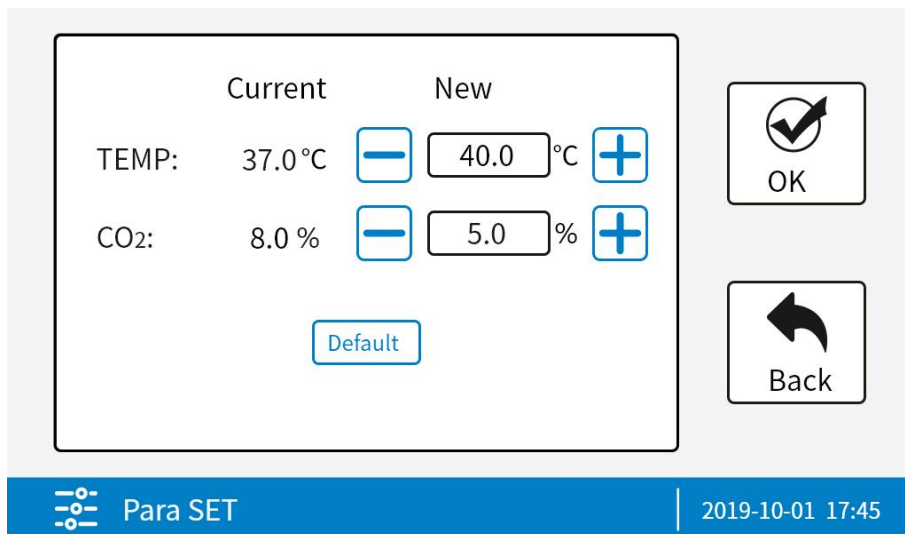 Current New
TEMP: 37.0°C 40.0 °C
OK
CO2: 8.0 % 5.0 %
Default
Back
Para SET 2019-10-01 17:45